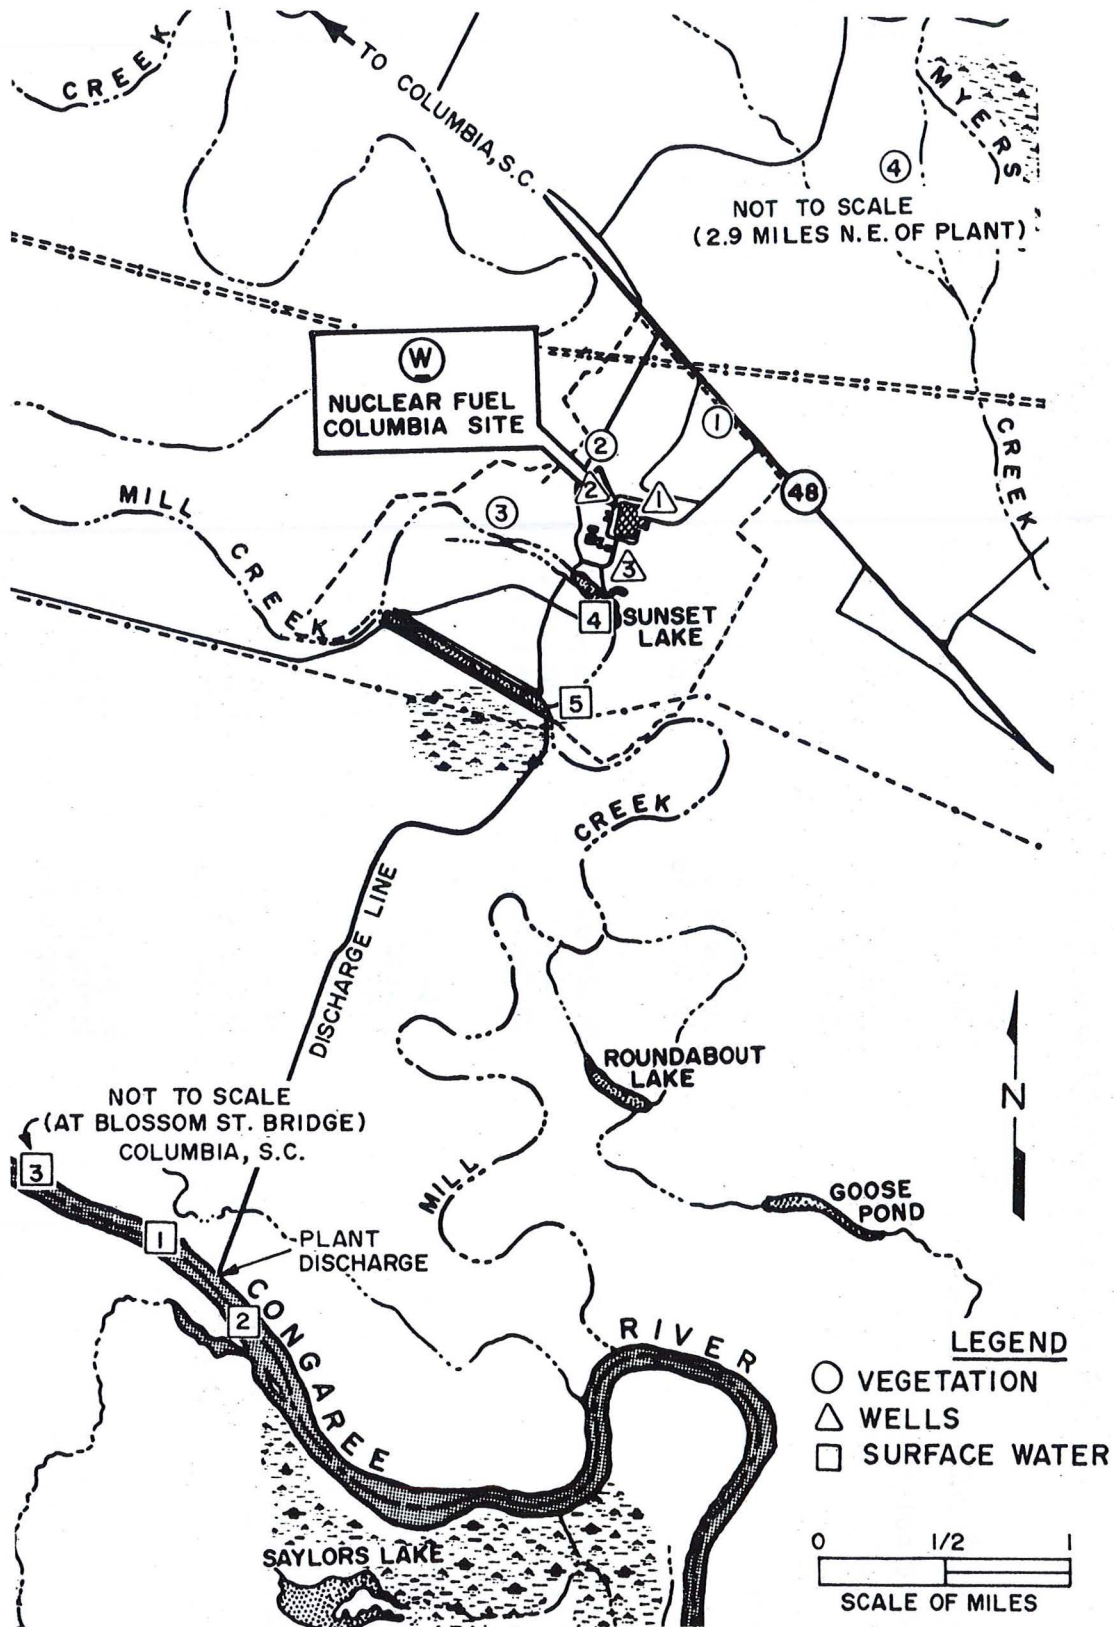 CREEK
TO COLUMBIA, S.C.
MYERS
4
NOT TO SCALE
(2.9 MILES N.E. OF PLANT)
W
NUCLEAR FUEL
COLUMBIA SITE
1
2
CREEK
48
2
1
3
MILL
CREEK
3
4
SUNSET
LAKE
5
CREEK
DISCHARGE LINE
ROUNDABOUT
LAKE
N
NOT TO SCALE
(AT BLOSSOM ST. BRIDGE)
COLUMBIA, S.C.
3
MILL
GOOSE
POND
1
PLANT
DISCHARGE
2
CONGAREE
RIVER
LEGEND
VEGETATION
WELLS
SURFACE WATER
SAYLORS LAKE
0 1/2 1
SCALE OF MILES